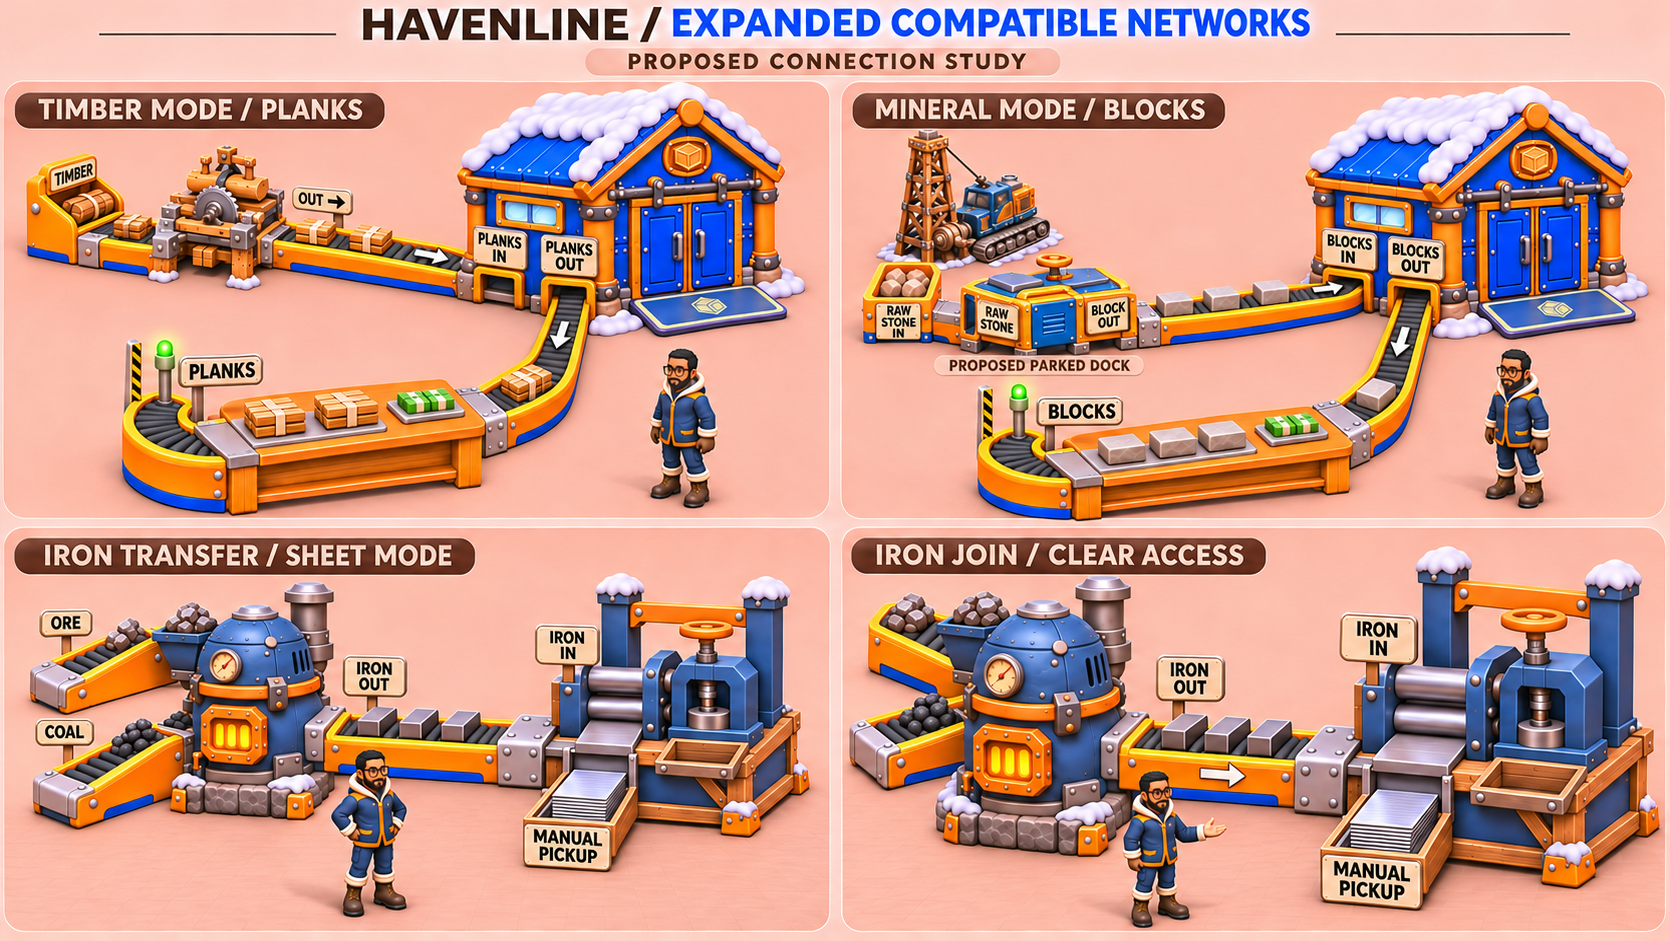 HAVENLINE / EXPANDED COMPATIBLE NETWORKS
PROPOSED CONNECTION STUDY
TIMBER MODE / PLANKS
TIMBER
OUT
PLANKS
IN
PLANKS
OUT
PLANKS
MINERAL MODE / BLOCKS
RAW
STONE
IN
RAW
STONE
BLOCK
OUT
BLOCKS
IN
BLOCKS
OUT
PROPOSED PARKED DOCK
BLOCKS
IRON TRANSFER / SHEET MODE
ORE
COAL
IRON
OUT
IRON
IN
MANUAL
PICKUP
IRON JOIN / CLEAR ACCESS
IRON
OUT
IRON
IN
MANUAL
PICKUP